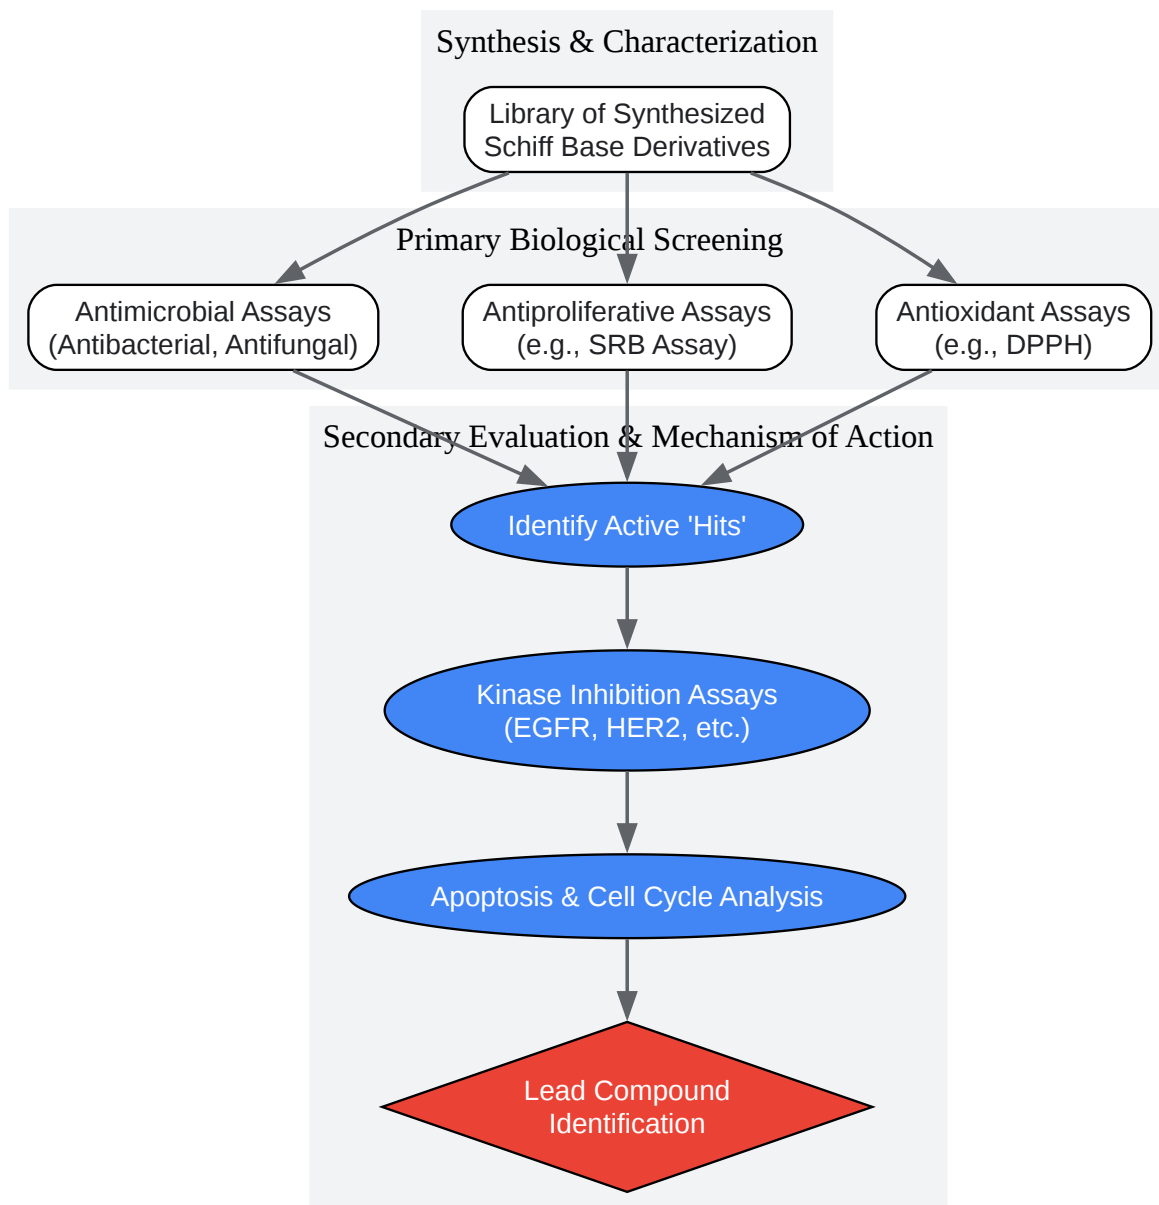 Synthesis & Characterization
Library of Synthesized
Schiff Base Derivatives
Primary Biological Screening
Antimicrobial Assays
(Antibacterial, Antifungal)
Antiproliferative Assays
(e.g., SRB Assay)
Antioxidant Assays
(e.g., DPPH)
Secondary Evaluation & Mechanism of Action
Identify Active 'Hits'
Kinase Inhibition Assays
(EGFR, HER2, etc.)
Apoptosis & Cell Cycle Analysis
Lead Compound
Identification